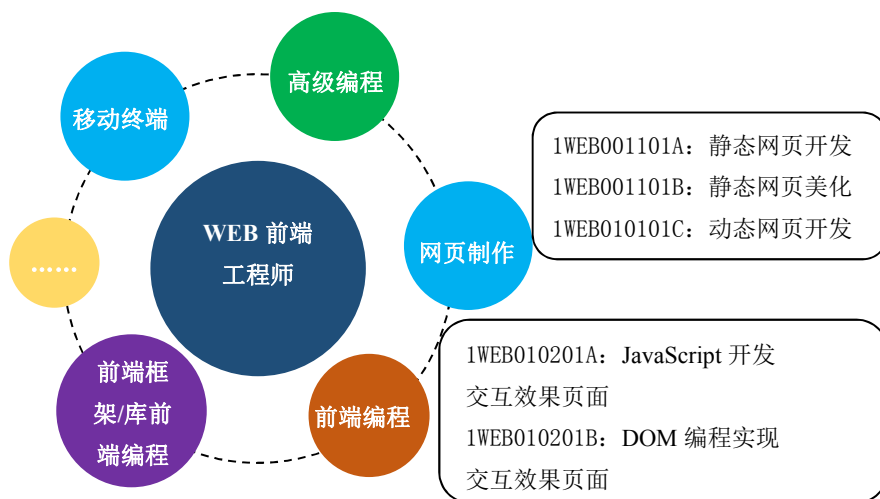 高级编程
移动终端
1WEB001101A：静态网页开发
1WEB001101B：静态网页美化
1WEB010101C：动态网页开发
WEB 前端
工程师
网页制作
……
1WEB010201A：JavaScript 开发
交互效果页面
1WEB010201B：DOM 编程实现
交互效果页面
前端框
架/库前
端编程
前端编程